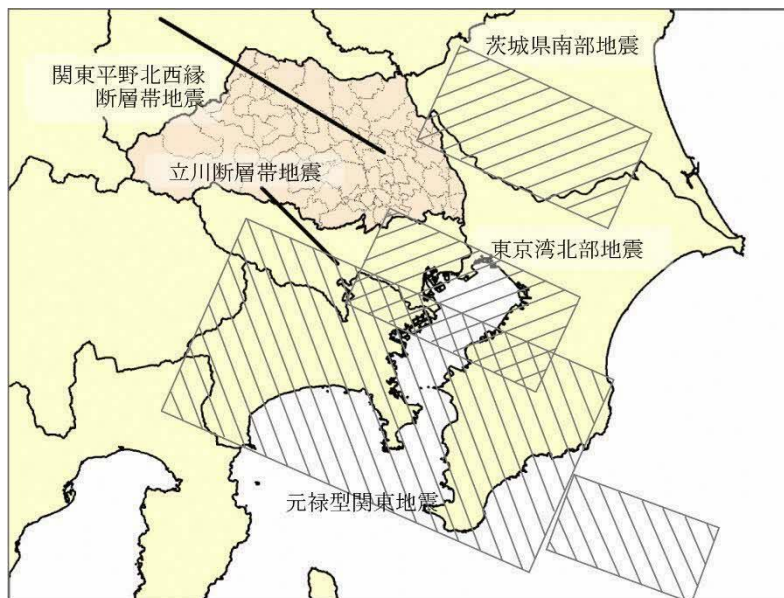 茨城県南部地震
関東平野北西縁
断層帯地震
立川断層帯地震
東京湾北部地震
元禄型関東地震